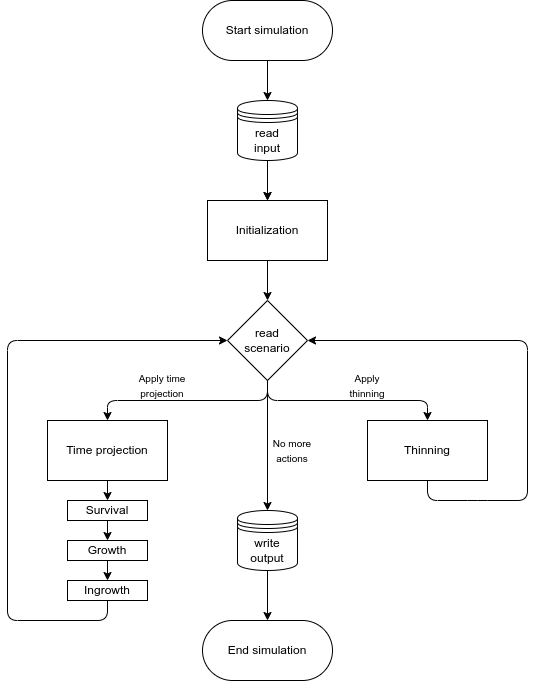 Start simulation
read
input
Initialization
read
scenario
Apply time
projection
Apply
thinning
Time projection
No more
actions
Thinning
Survival
Growth
Ingrowth
write
output
End simulation